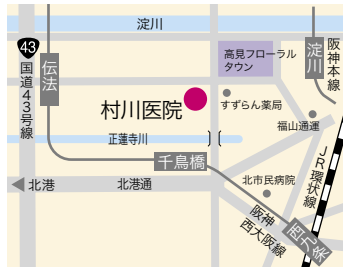 淀川
43
国道43号線
伝法
高見フローラル
タウン
淀川
阪神本線
村川医院
すずらん薬局
福山通運
正蓮寺川
千鳥橋
JR環状線
北港
北港通
北市民病院
阪神
西大阪線
西九条